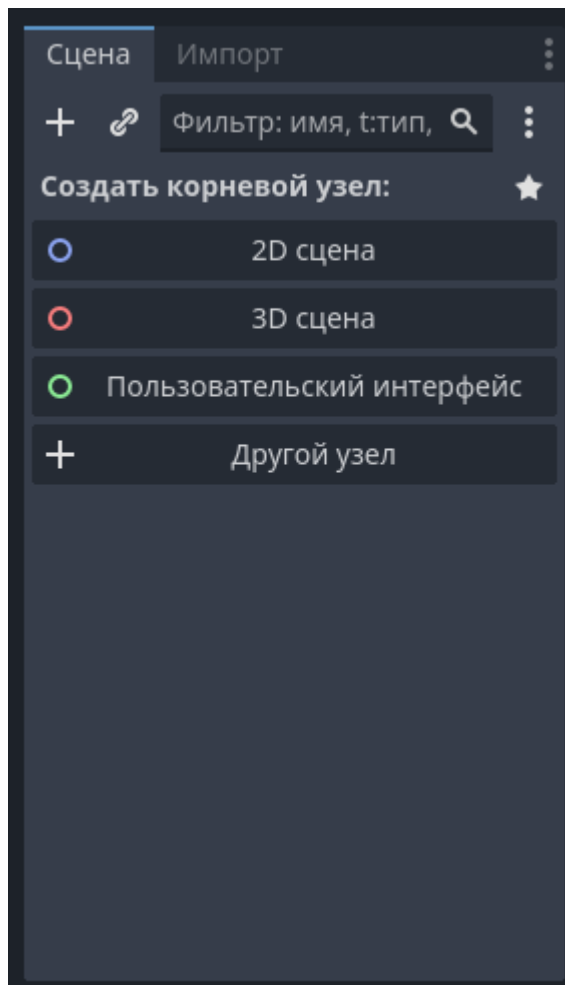 Сцена Импорт
Фильтр: имя, t:тип,
Создать корневой узел:
2D сцена
3D сцена
Пользовательский интерфейс
Другой узел